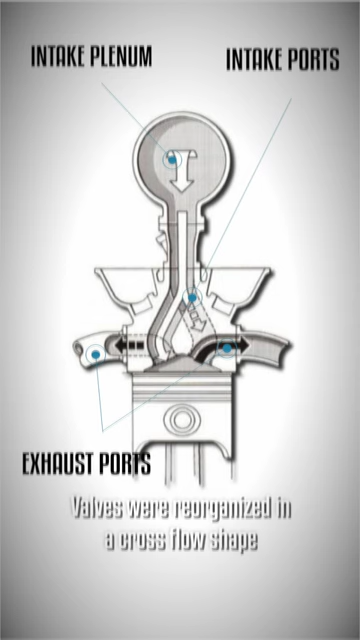 INTAKE PLENUM
INTAKE PORTS
EXHAUST PORTS
Valves were reorganized in
a cross flow shape